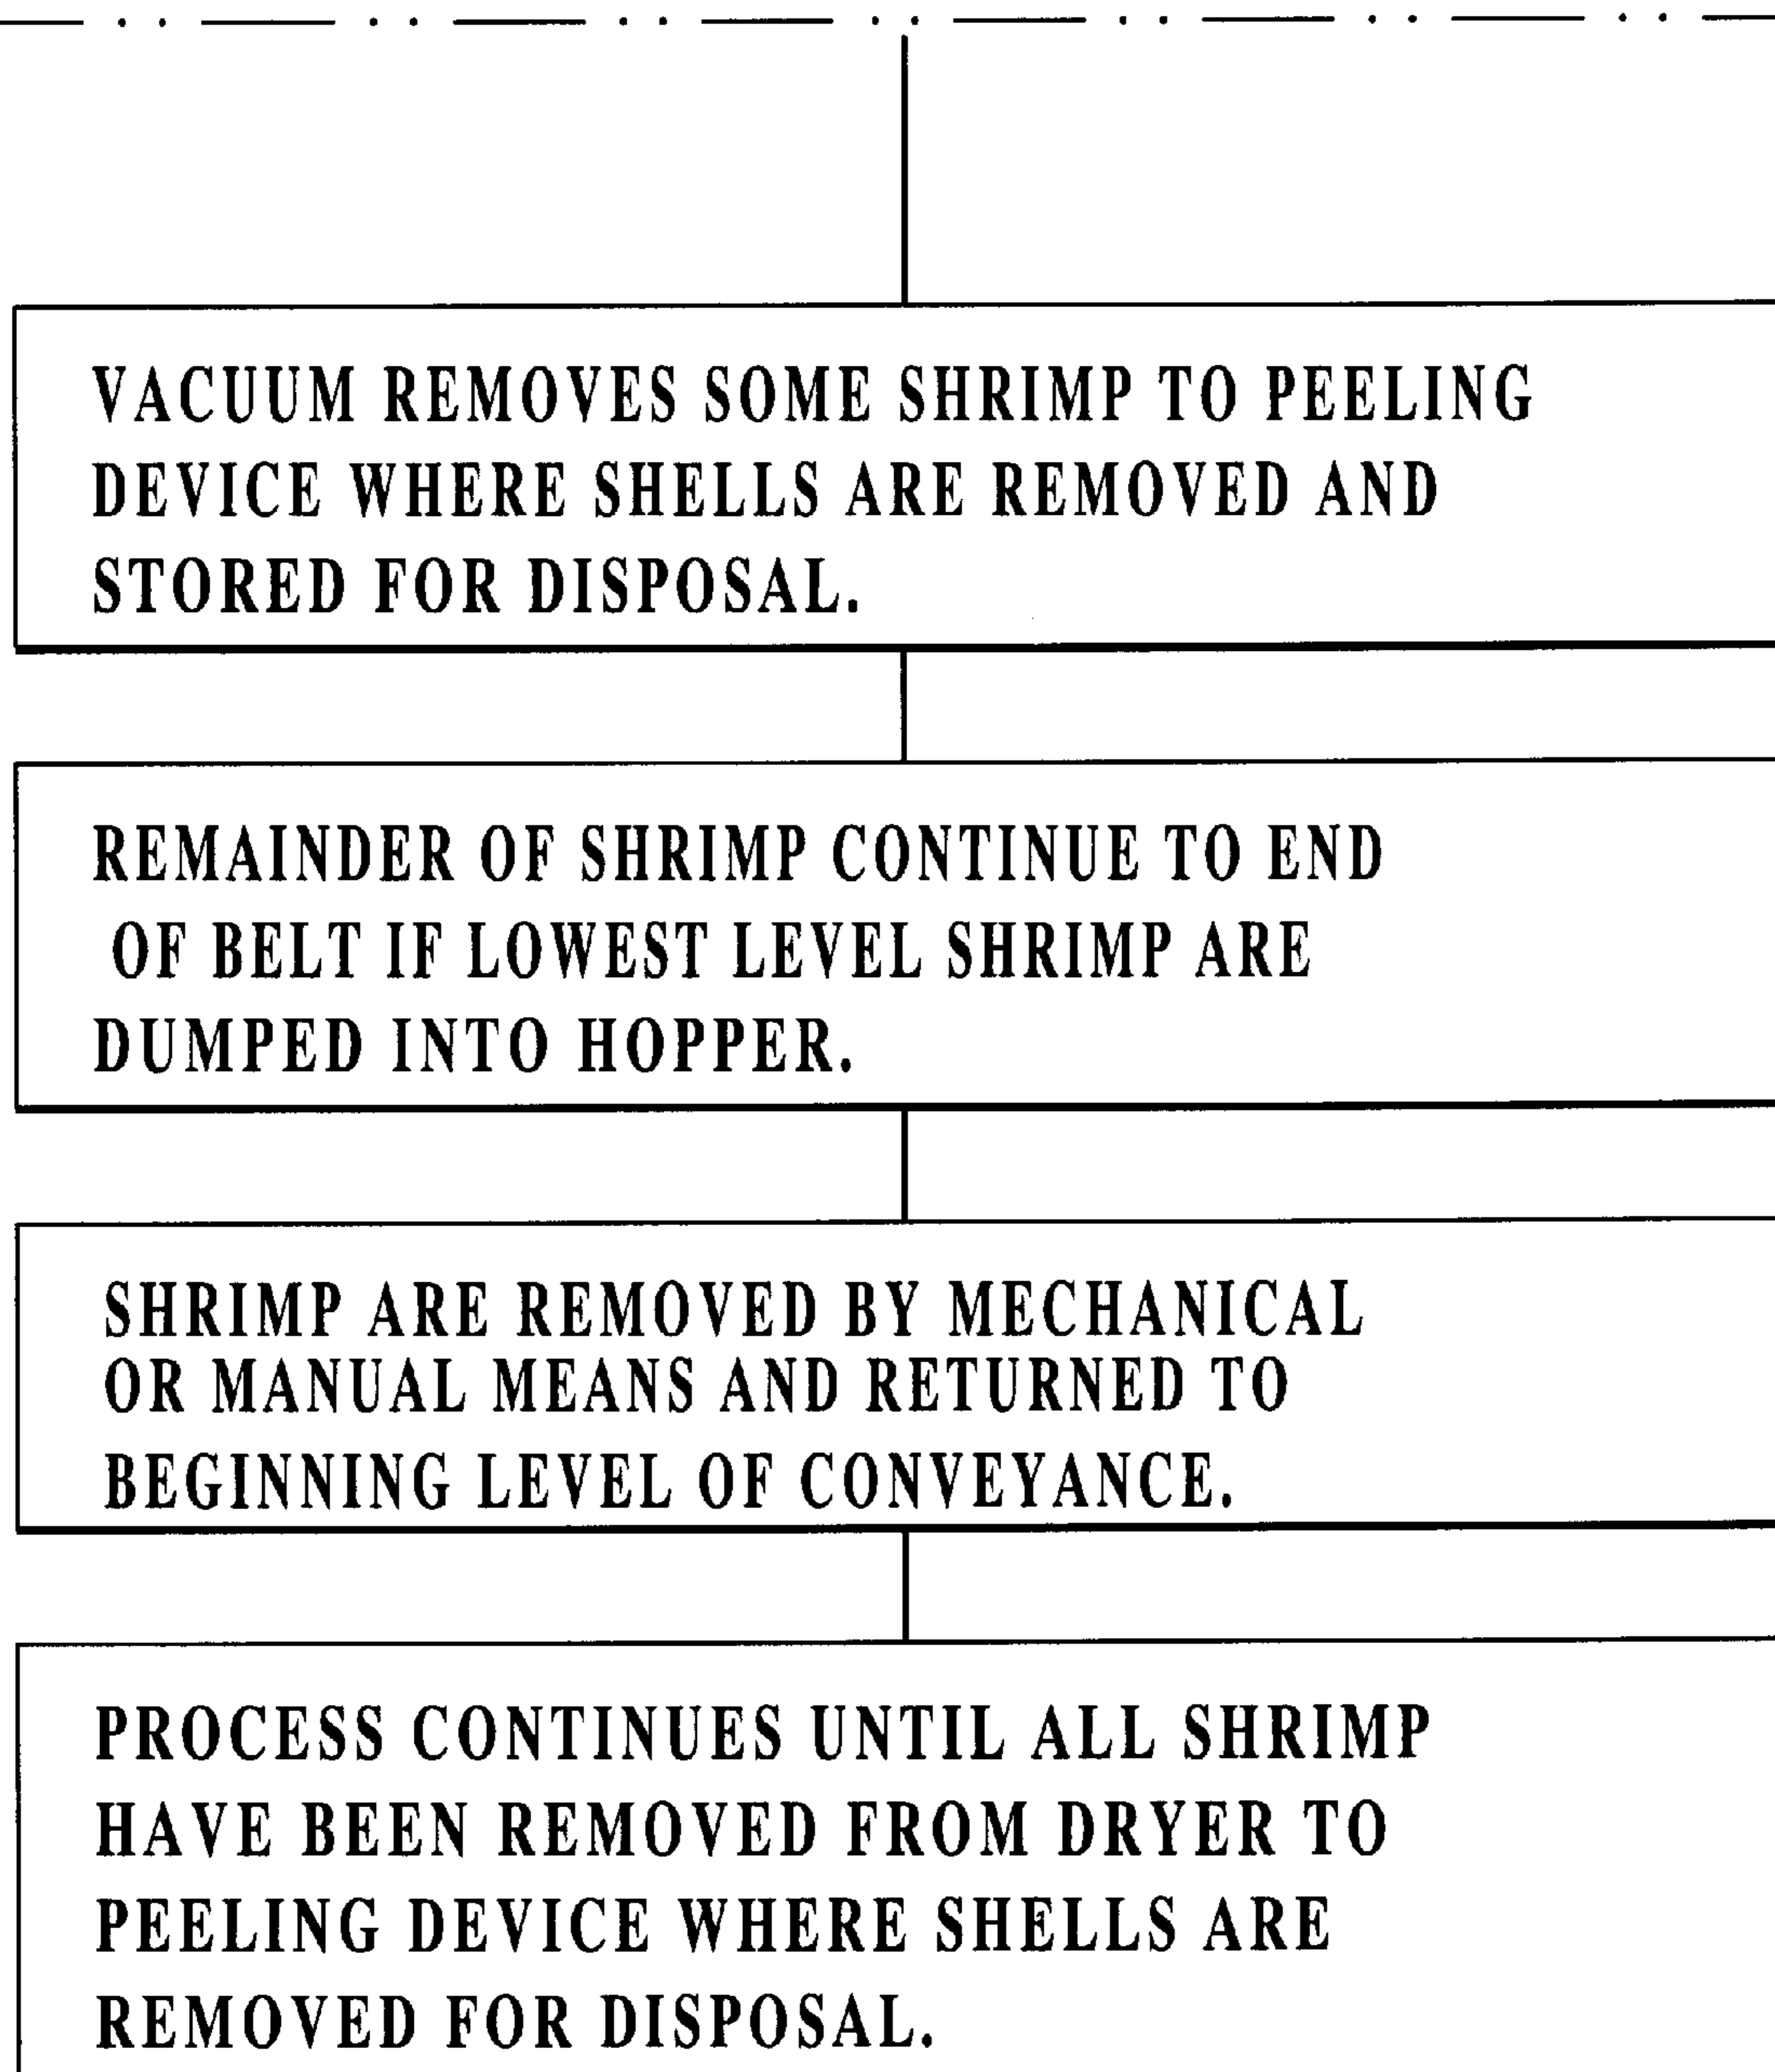 VACUUM REMOVES SOME SHRIMP TO PEELING
DEVICE WHERE SHELLS ARE REMOVED AND
STORED FOR DISPOSAL.
REMAINDER OF SHRIMP CONTINUE TO END
OF BELT IF LOWEST LEVEL SHRIMP ARE
DUMPED INTO HOPPER.
SHRIMP ARE REMOVED BY MECHANICAL
OR MANUAL MEANS AND RETURNED TO
BEGINNING LEVEL OF CONVEYANCE.
PROCESS CONTINUES UNTIL ALL SHRIMP
HAVE BEEN REMOVED FROM DRYER TO
PEELING DEVICE WHERE SHELLS ARE
REMOVED FOR DISPOSAL.